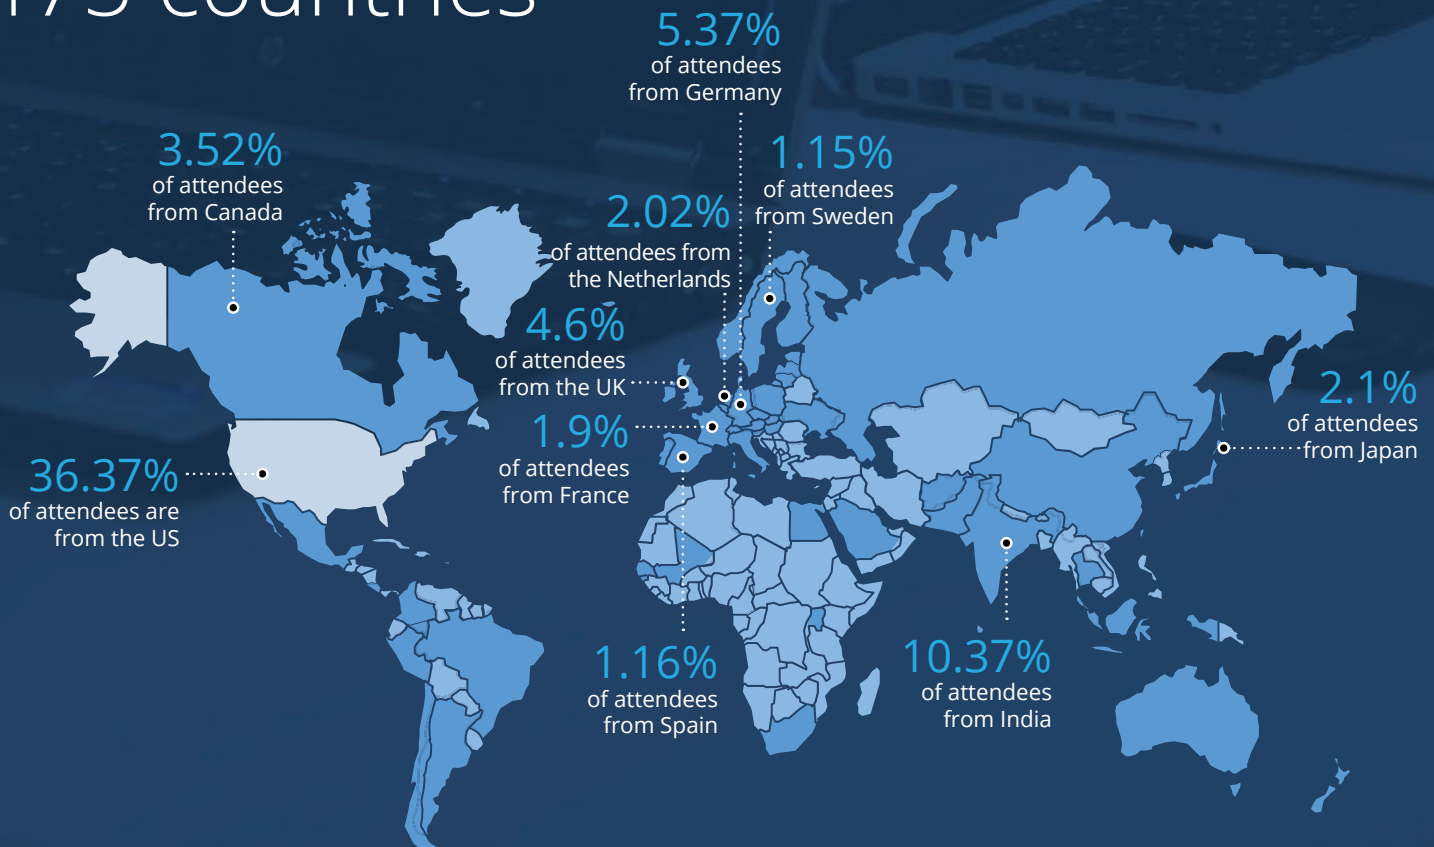 countries
5.37%
of attendees
from Germany
3.52%
of attendees
from Canada
1.15%
of attendees
from Sweden
2.02%
of attendees from
the Netherlands
4.6%
of attendees
from the UK
1.9%
of attendees
from France
2.1%
of attendees
from Japan
36.37%
of attendees are
from the US
1.16%
of attendees
from Spain
10.37%
of attendees
from India